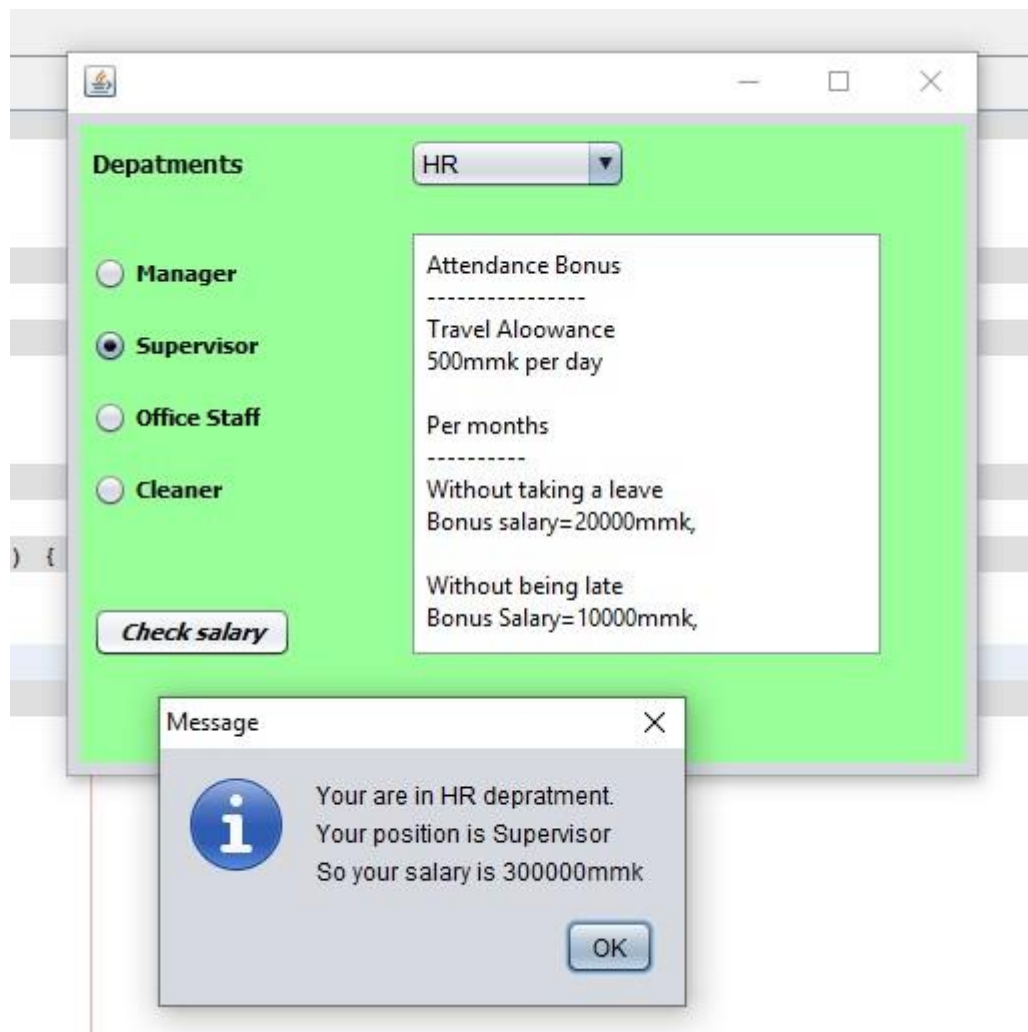 Depatments
HR
Manager
Supervisor
Office Staff
Cleaner
Check salary
Attendance Bonus
----------------
Travel Aloowance
500mmk per day
Per months
----------
Without taking a leave
Bonus salary=20000mmk,
Without being late
Bonus Salary=10000mmk,
) {
Message
Your are in HR depratment.
Your position is Supervisor
So your salary is 300000mmk
OK